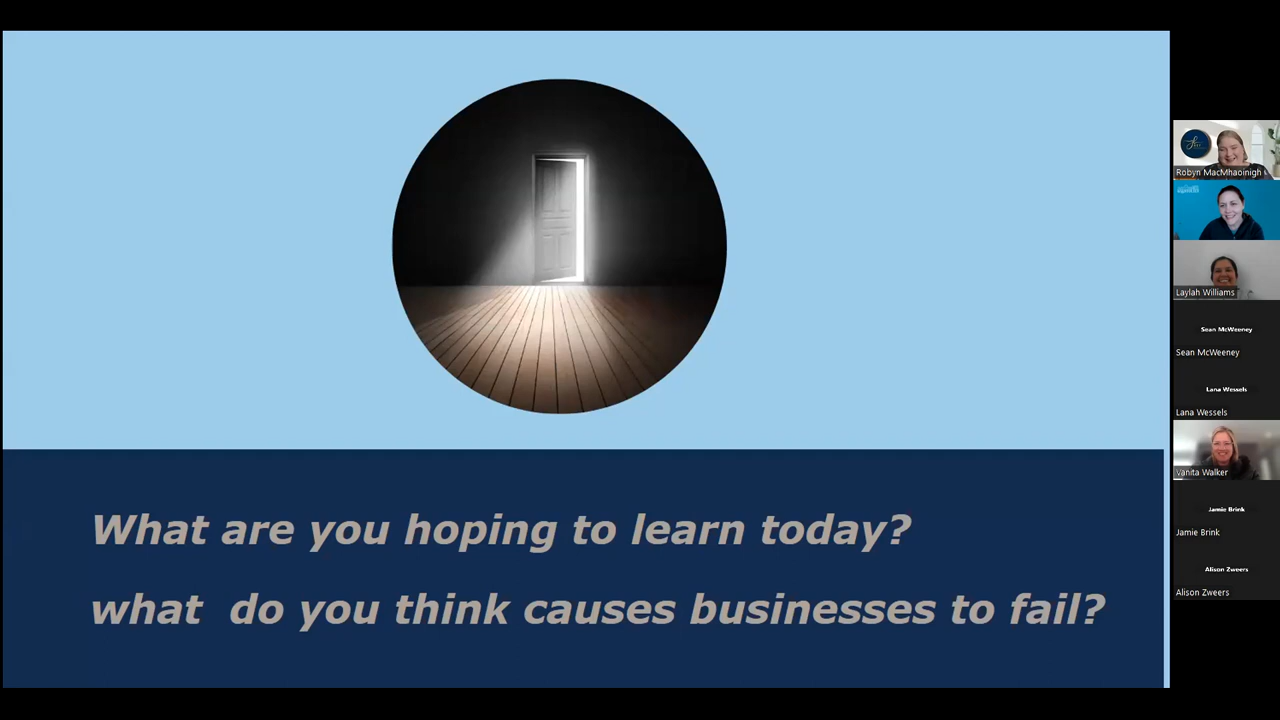 What are you hoping to learn today?
what do you think causes businesses to fail?
Robyn MacMhaoinigh
Laylah Williams
Sean McWeeney
Sean McWeeney
Lana Wessels
Lana Wessels
Vanita Walker
Jamie Brink
Jamie Brink
Alison Zweers
Alison Zweers